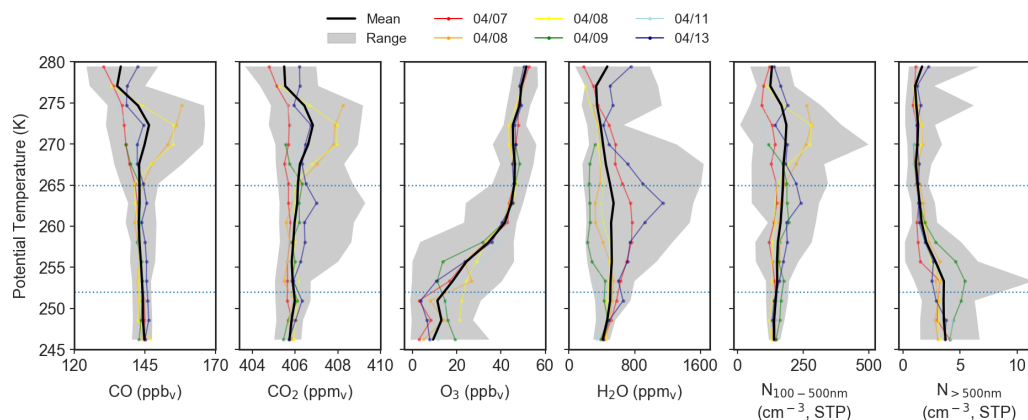 Mean 04/07 04/08 04/11
Range 04/08 04/09 04/13
Potential Temperature (K)
280
275
270
265
260
255
250
245
120 145 170
404 407 410
0 20 40 60
0 800 1600
0 250 500
0 5 10
CO (ppbv)
CO2 (ppmv)
O3 (ppbv)
H2O (ppmv)
N100−500nm
(cm−3, STP)
N>500nm
(cm−3, STP)